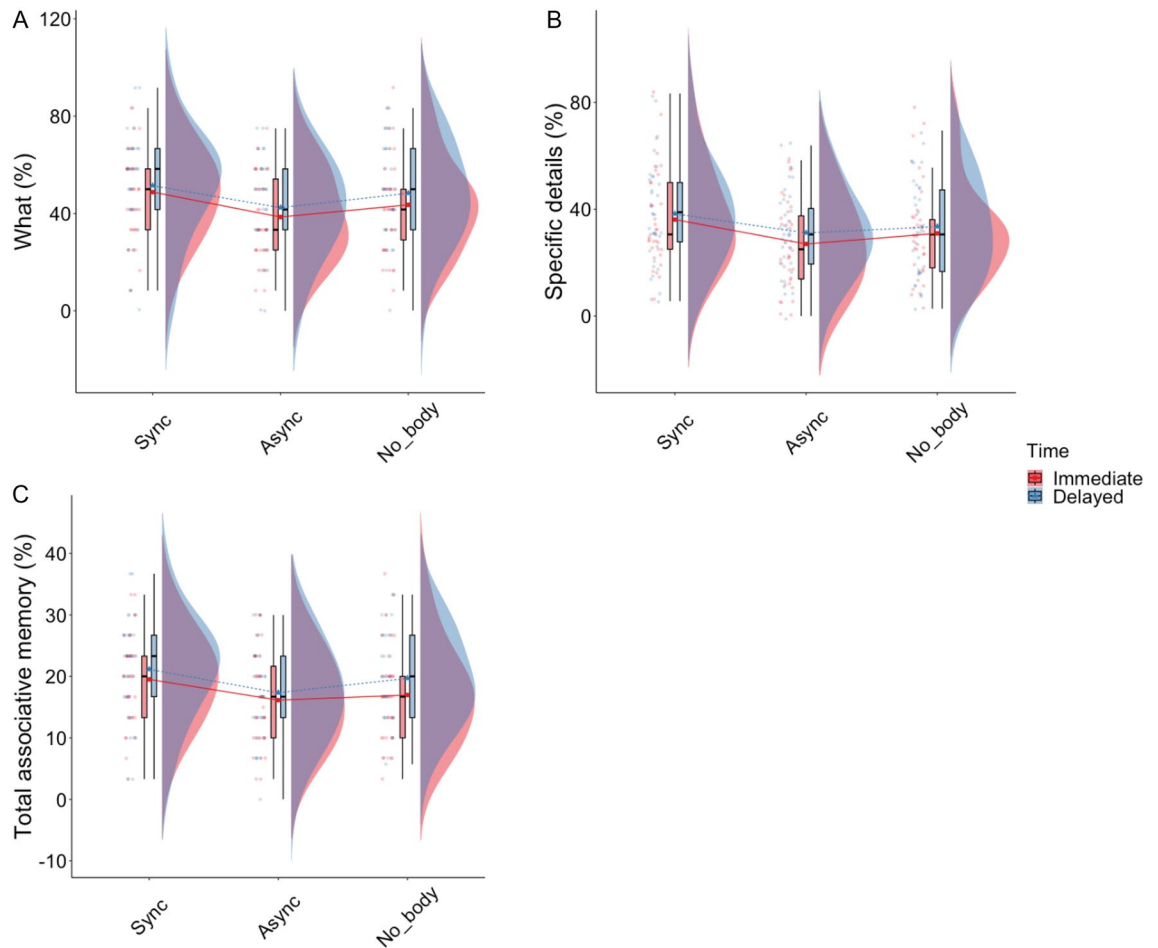 A
120
80
40
0
What (%)
Sync
Async
No_body
B
80
40
0
Specific details (%)
Sync
Async
No_body
Time
Immediate
Delayed
C
40
30
20
10
0
-10
Total associative memory (%)
Sync
Async
No_body